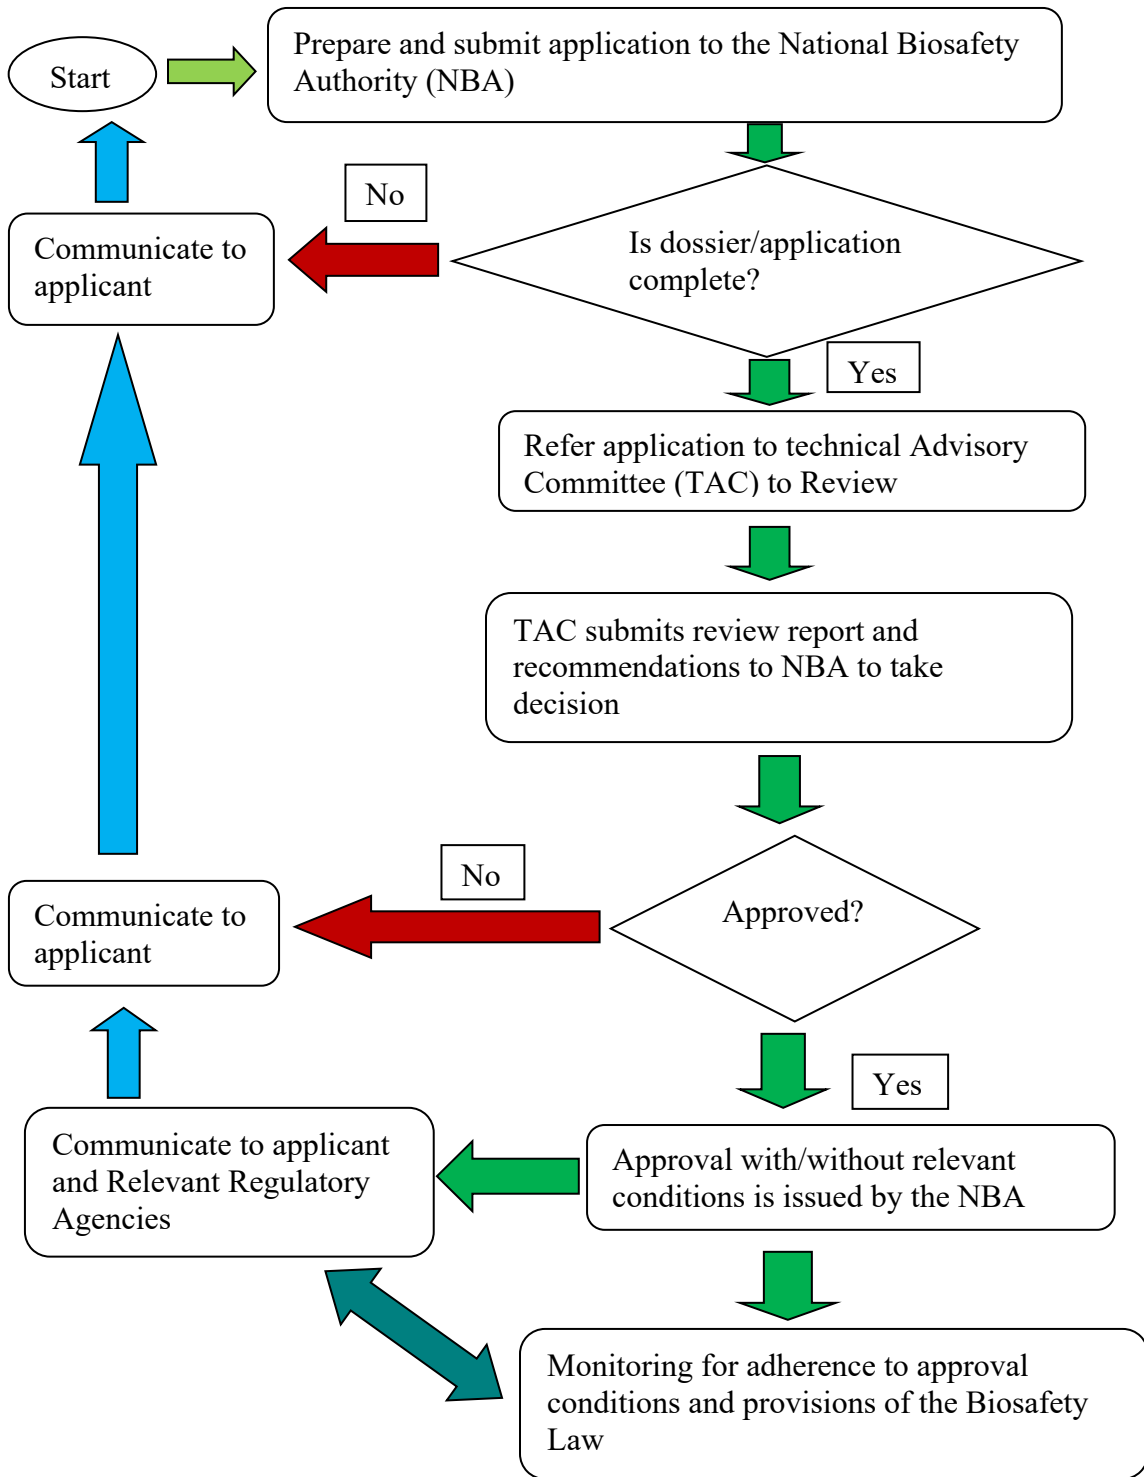 Start
Prepare and submit application to the National Biosafety
Authority (NBA)
No
Communicate to
applicant
Is dossier/application
complete?
Yes
Refer application to technical Advisory
Committee (TAC) to Review
TAC submits review report and
recommendations to NBA to take
decision
No
Communicate to
applicant
Approved?
Yes
Communicate to applicant
and Relevant Regulatory
Agencies
Approval with/without relevant
conditions is issued by the NBA
Monitoring for adherence to approval
conditions and provisions of the Biosafety
Law